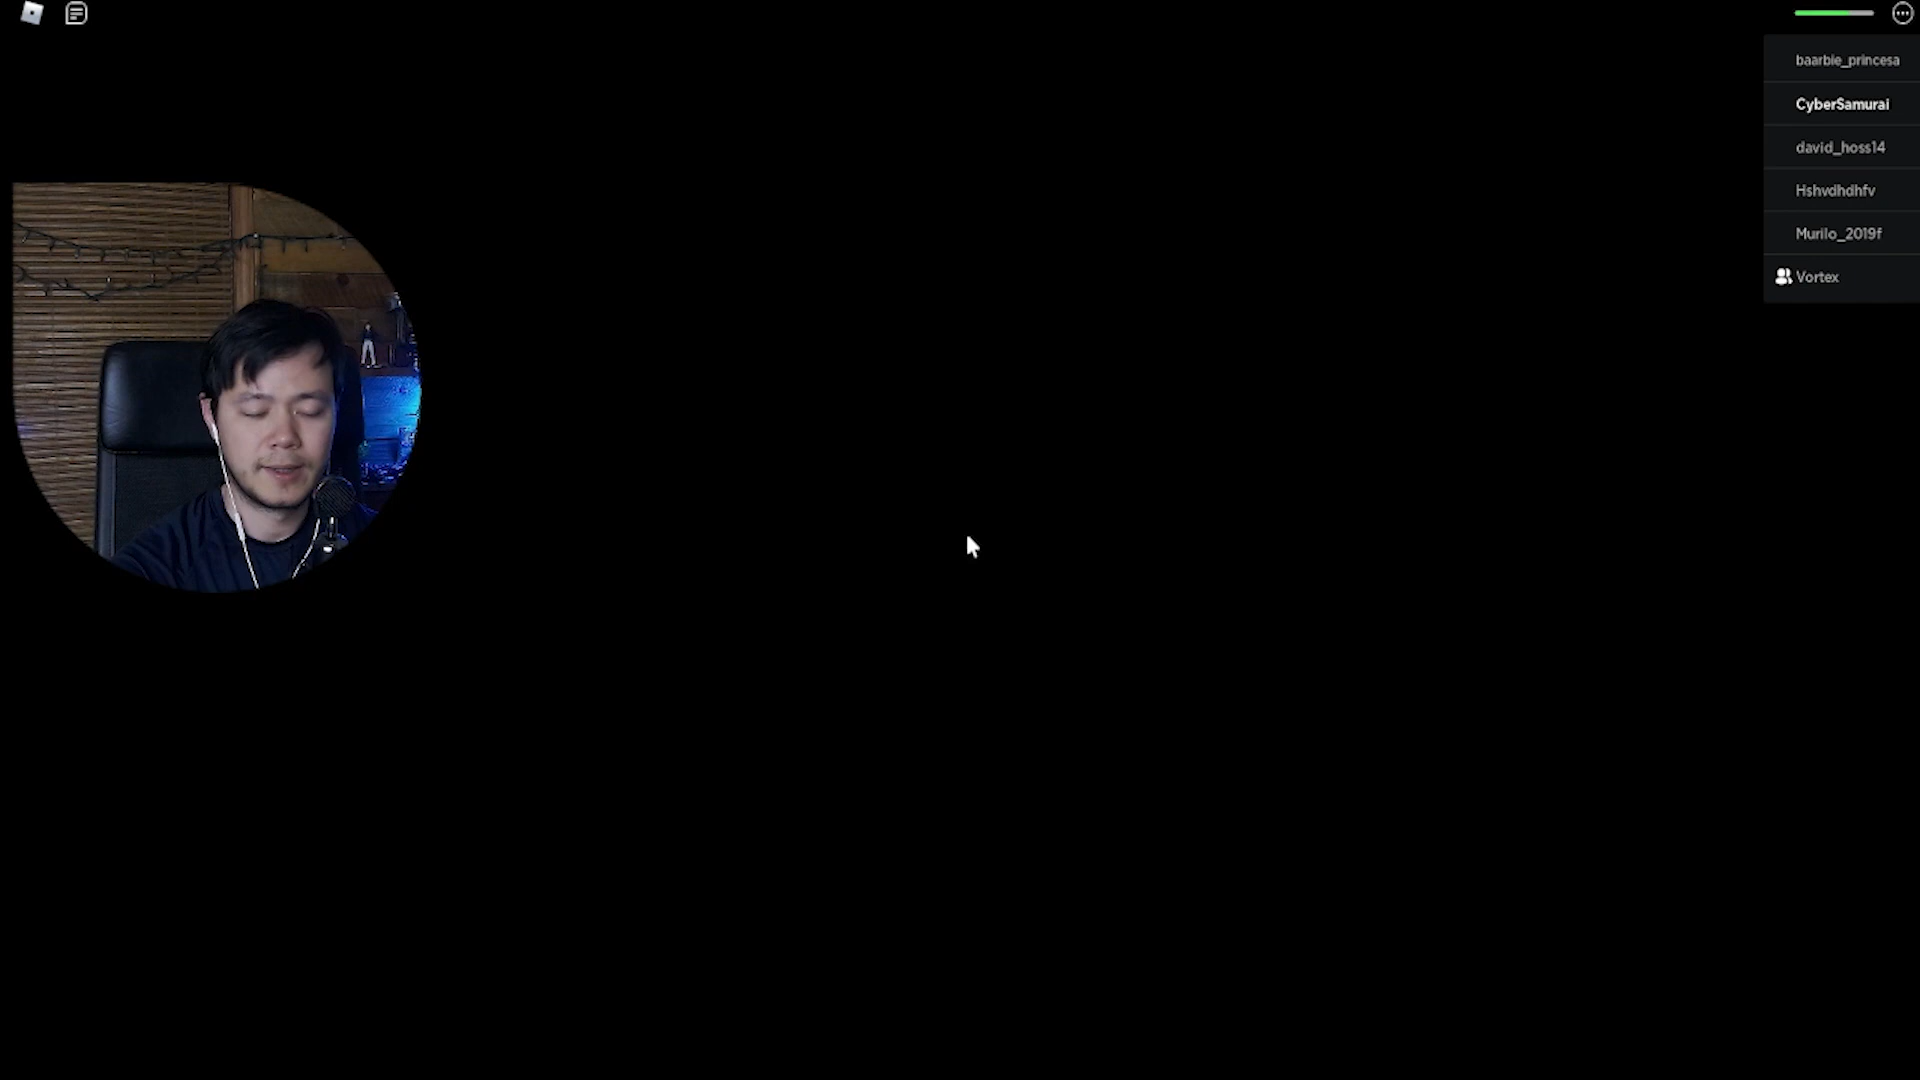 baarbie_princesa
CyberSamurai
david_hoss14
Hshvdhdhfv
Murilo_2019f
Vortex